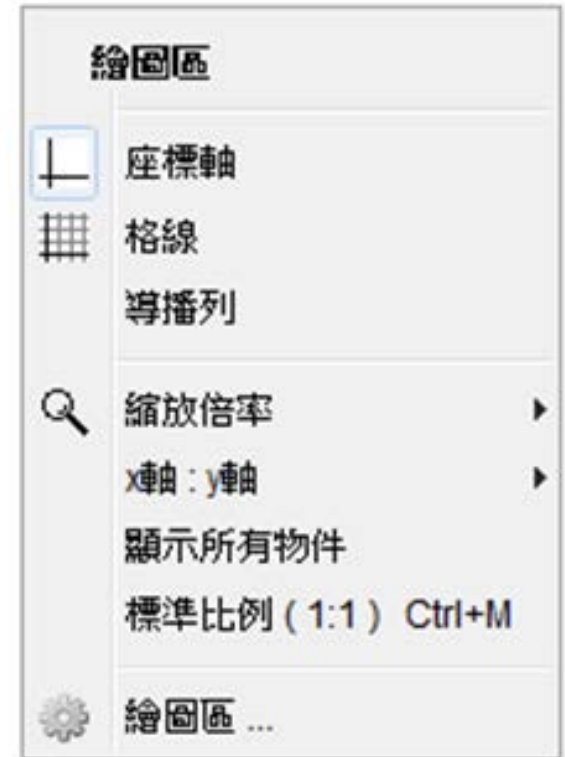 繪圖區
座標軸
格線
導播列
縮放倍率
x軸 : y軸
顯示所有物件
標準比例 ( 1:1 ) Ctrl+M
繪圖區 ...